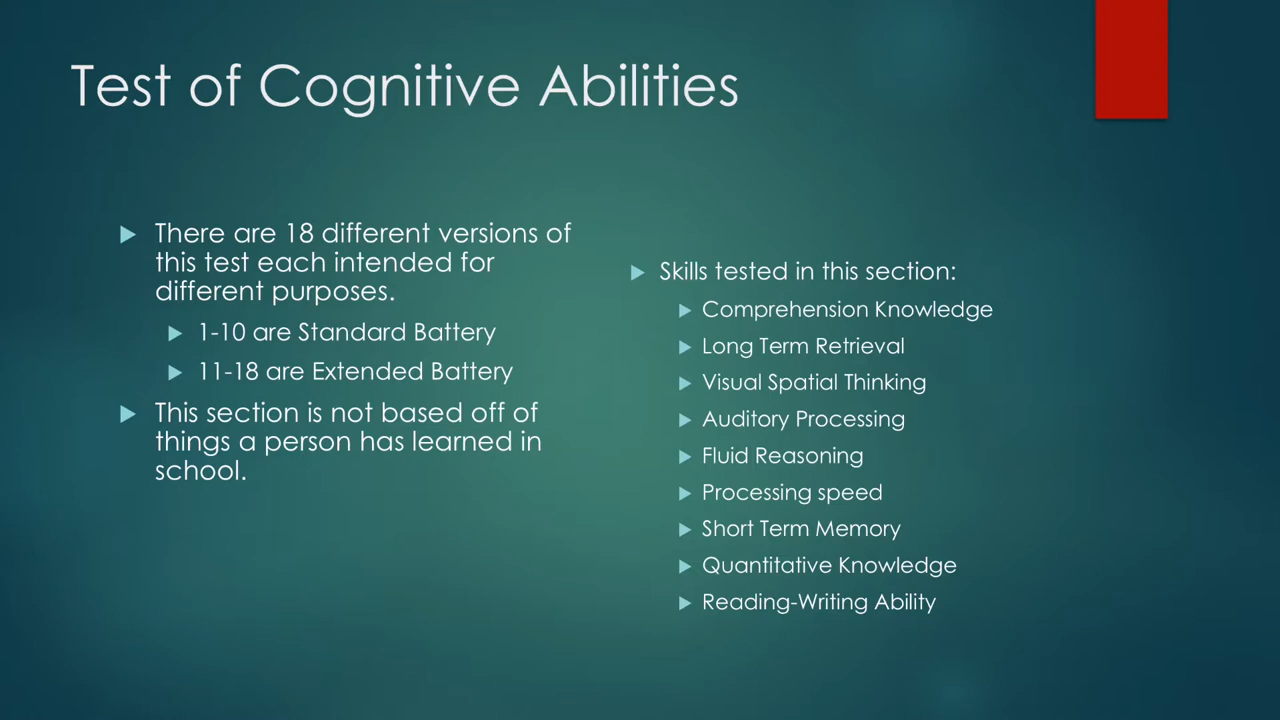 Test of Cognitive Abilities
There are 18 different versions of
this test each intended for
different purposes.
1-10 are Standard Battery
11-18 are Extended Battery
This section is not based off of
things a person has learned in
school.
Skills tested in this section:
Comprehension Knowledge
Long Term Retrieval
Visual Spatial Thinking
Auditory Processing
Fluid Reasoning
Processing speed
Short Term Memory
Quantitative Knowledge
Reading-Writing Ability